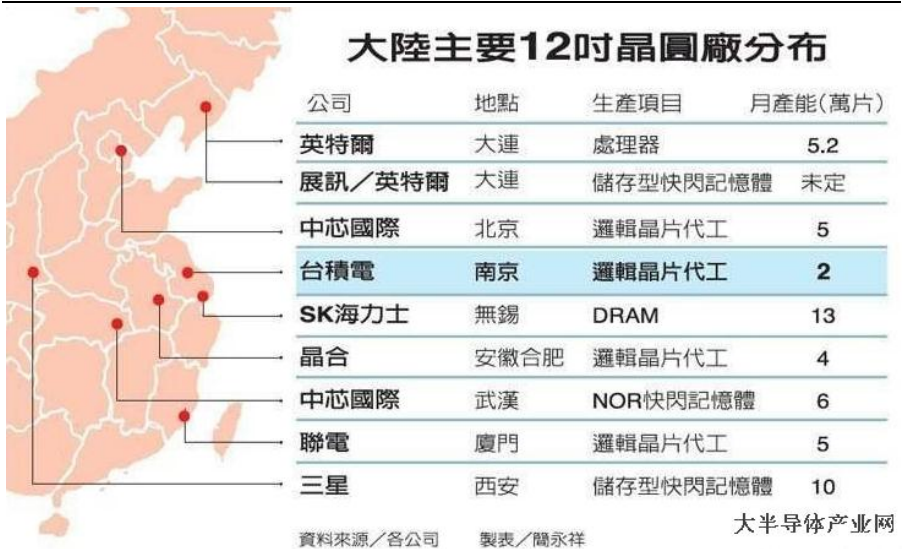 大陸主要12吋晶圓廠分布
公司 地點 生產項目 月產能(萬片)
英特爾 大連 處理器 5.2
展訊／英特爾 大連 儲存型快閃記憶體 未定
中芯國際 北京 邏輯晶片代工 5
台積電 南京 邏輯晶片代工 2
SK海力士 無錫 DRAM 13
晶合 安徽合肥 邏輯晶片代工 4
中芯國際 武漢 NOR快閃記憶體 6
聯電 廈門 邏輯晶片代工 5
三星 西安 儲存型快閃記憶體 10
資料來源／各公司 製表／簡永祥
大半导体产业网